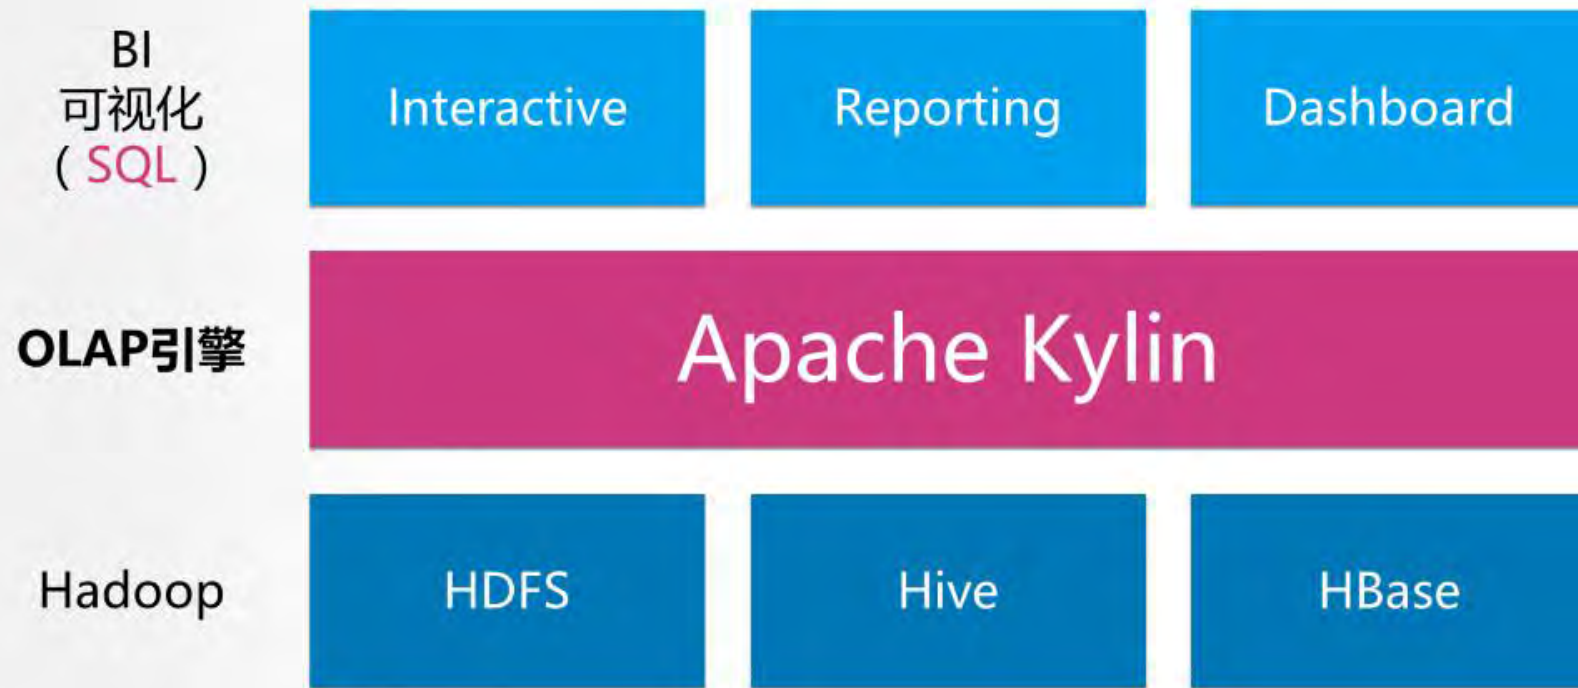 BI
可视化
（SQL）
Interactive
Reporting
Dashboard
OLAP引擎
Apache Kylin
Hadoop
HDFS
Hive
HBase